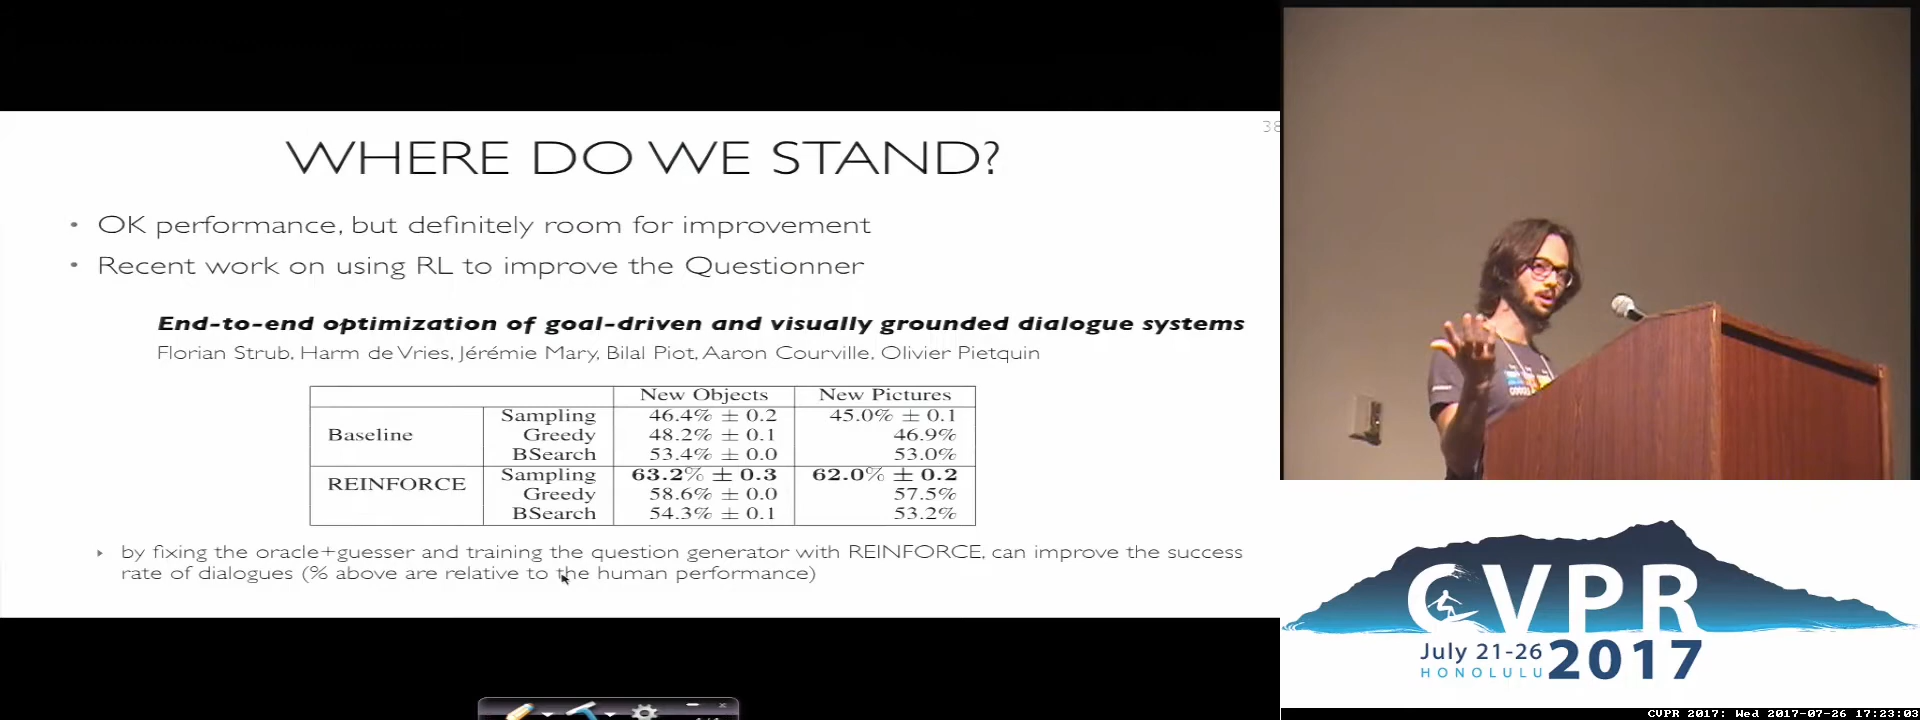 38
WHERE DO WE STAND?
• OK performance, but definitely room for improvement
• Recent work on using RL to improve the Questionner
End-to-end optimization of goal-driven and visually grounded dialogue systems
Florian Strub, Harm de Vries, Jérémie Mary, Bilal Piot, Aaron Courville, Olivier Pietquin
New Objects New Pictures
Baseline Sampling 46.4% ± 0.2 45.0% ± 0.1
Greedy 48.2% ± 0.1 46.9%
BSearch 53.4% ± 0.0 53.0%
REINFORCE Sampling 63.2% ± 0.3 62.0% ± 0.2
Greedy 58.6% ± 0.0 57.5%
BSearch 54.3% ± 0.1 53.2%
by fixing the oracle+guesser and training the question generator with REINFORCE, can improve the success
rate of dialogues (% above are relative to the human performance)
CVPR
July 21-26 2017
HONOLULU
CVPR 2017: Wed 2017-07-26 17:23:03